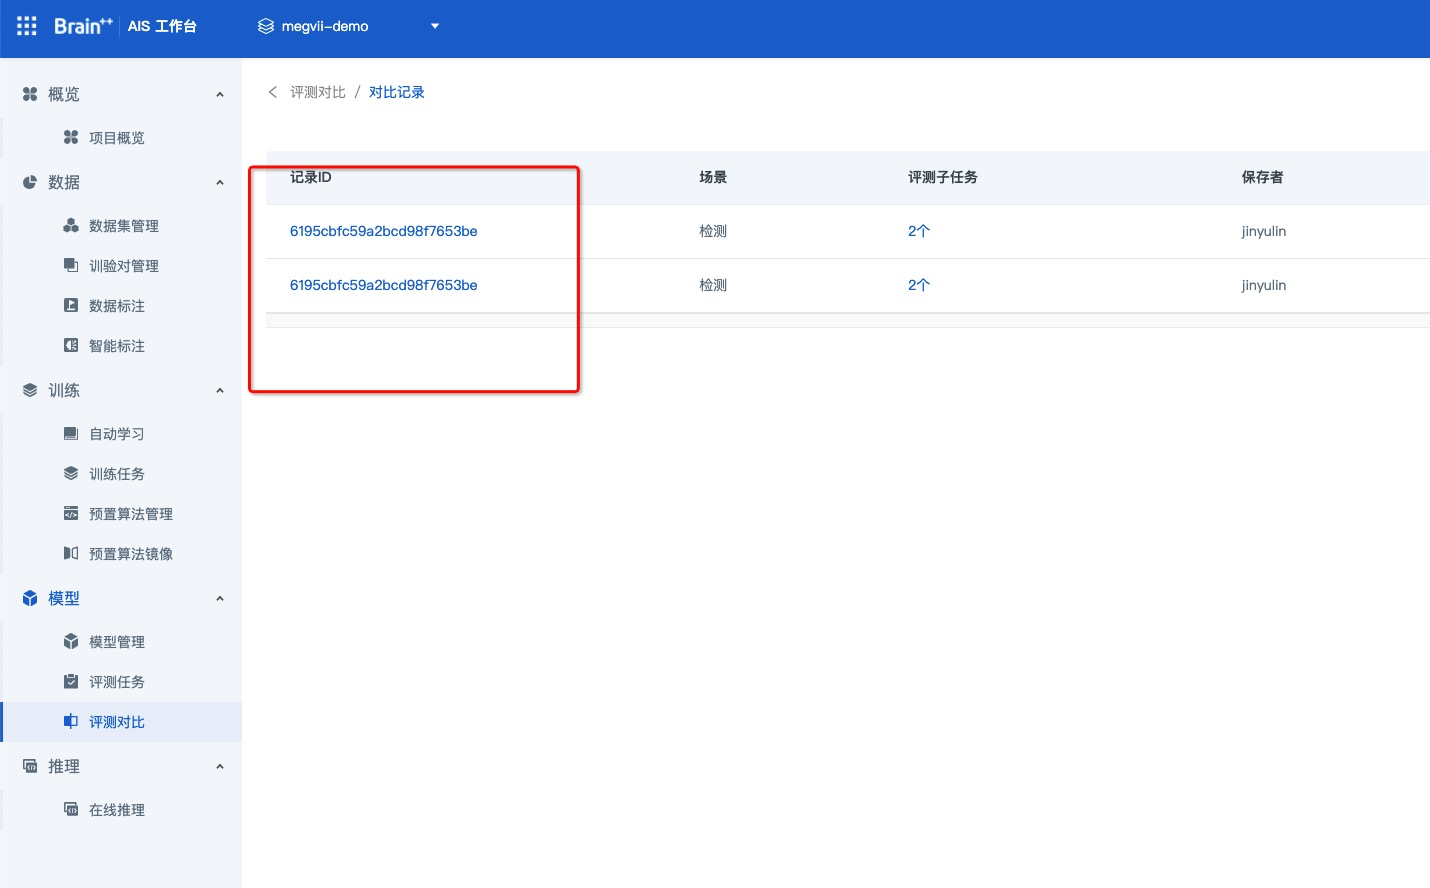 Brain++ AIS 工作台 megvii-demo
概览
项目概览
数据
数据集管理
训验对管理
数据标注
智能标注
训练
自动学习
训练任务
预置算法管理
预置算法镜像
模型
模型管理
评测任务
评测对比
推理
在线推理
评测对比 / 对比记录
记录ID 场景 评测子任务 保存者
6195cbfc59a2bcd98f7653be 检测 2个 jinyulin
6195cbfc59a2bcd98f7653be 检测 2个 jinyulin